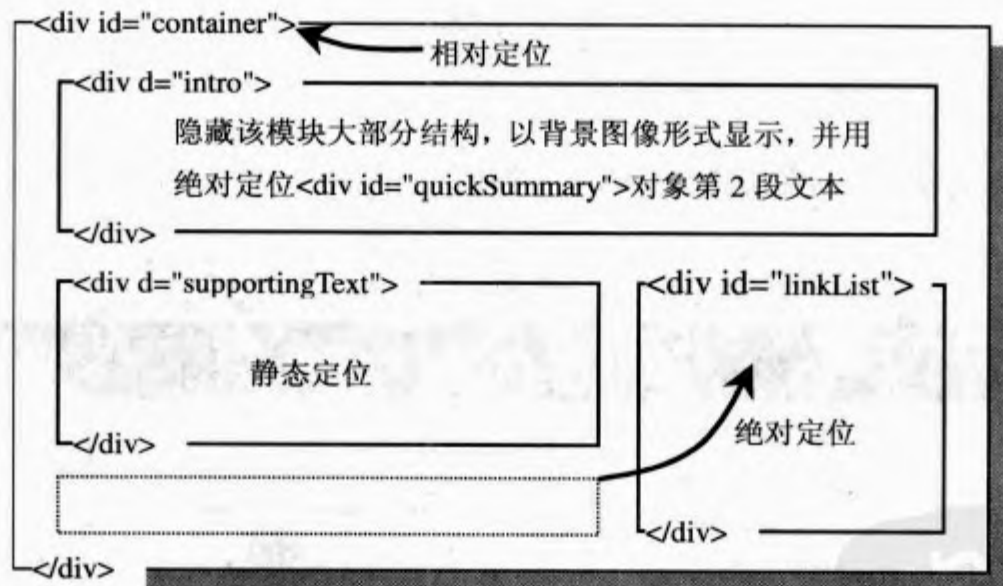 <div id="container">
相对定位
<div d="intro">
隐藏该模块大部分结构，以背景图像形式显示，并用
绝对定位<div id="quickSummary">对象第 2 段文本
</div>
<div d="supportingText">
静态定位
</div>
<div id="linkList">
绝对定位
</div>
</div>